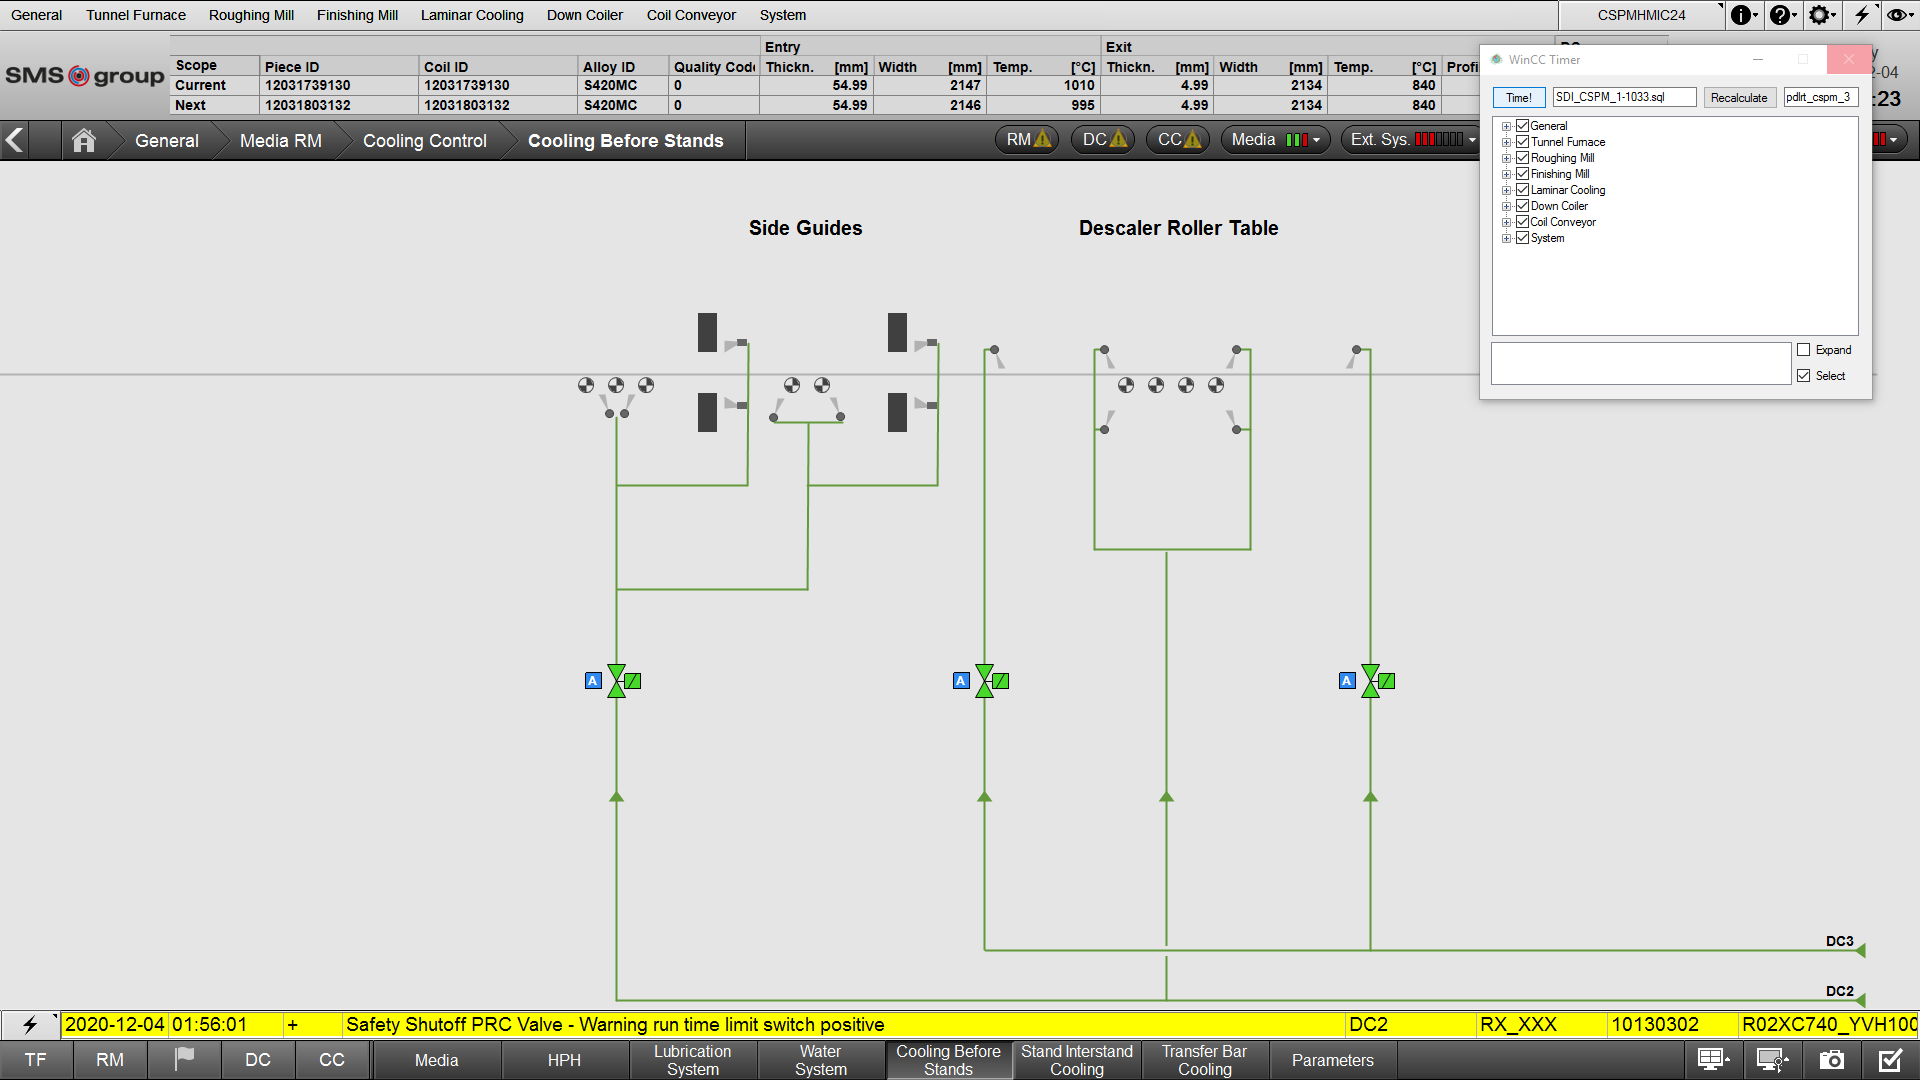 General Tunnel Furnace Roughing Mill Finishing Mill Laminar Cooling Down Coiler Coil Conveyor System CSPMHMIC24
SMS group
Entry Exit
Scope Piece ID Coil ID Alloy ID Quality Thickn. [mm] Width [mm] Temp. [°C] Thickn. [mm] Width [mm] Temp. [°C]
Current 12031739130 12031739130 S420MC 0 54.99 2147 1010 4.99 2134 840
Next 12031803132 12031803132 S420MC 0 54.99 2146 995 4.99 2134 840
-04
:23
General Media RM Cooling Control Cooling Before Stands RM DC CC Media Ext. Sys.
WinCC Timer
Time! SDI_CSPM_1-1033.sql Recalculate pdlrt_cspm_3
General
Tunnel Furnace
Roughing Mill
Finishing Mill
Laminar Cooling
Down Coiler
Coil Conveyor
System
Expand
Select
Side Guides Descaler Roller Table
A A A
DC3
DC2
2020-12-04 01:56:01 + Safety Shutoff PRC Valve - Warning run time limit switch positive DC2 RX_XXX 10130302 R02XC740_YVH100
TF RM DC CC Media HPH Lubrication System Water System Cooling Before Stands Stand Interstand Cooling Transfer Bar Cooling Parameters